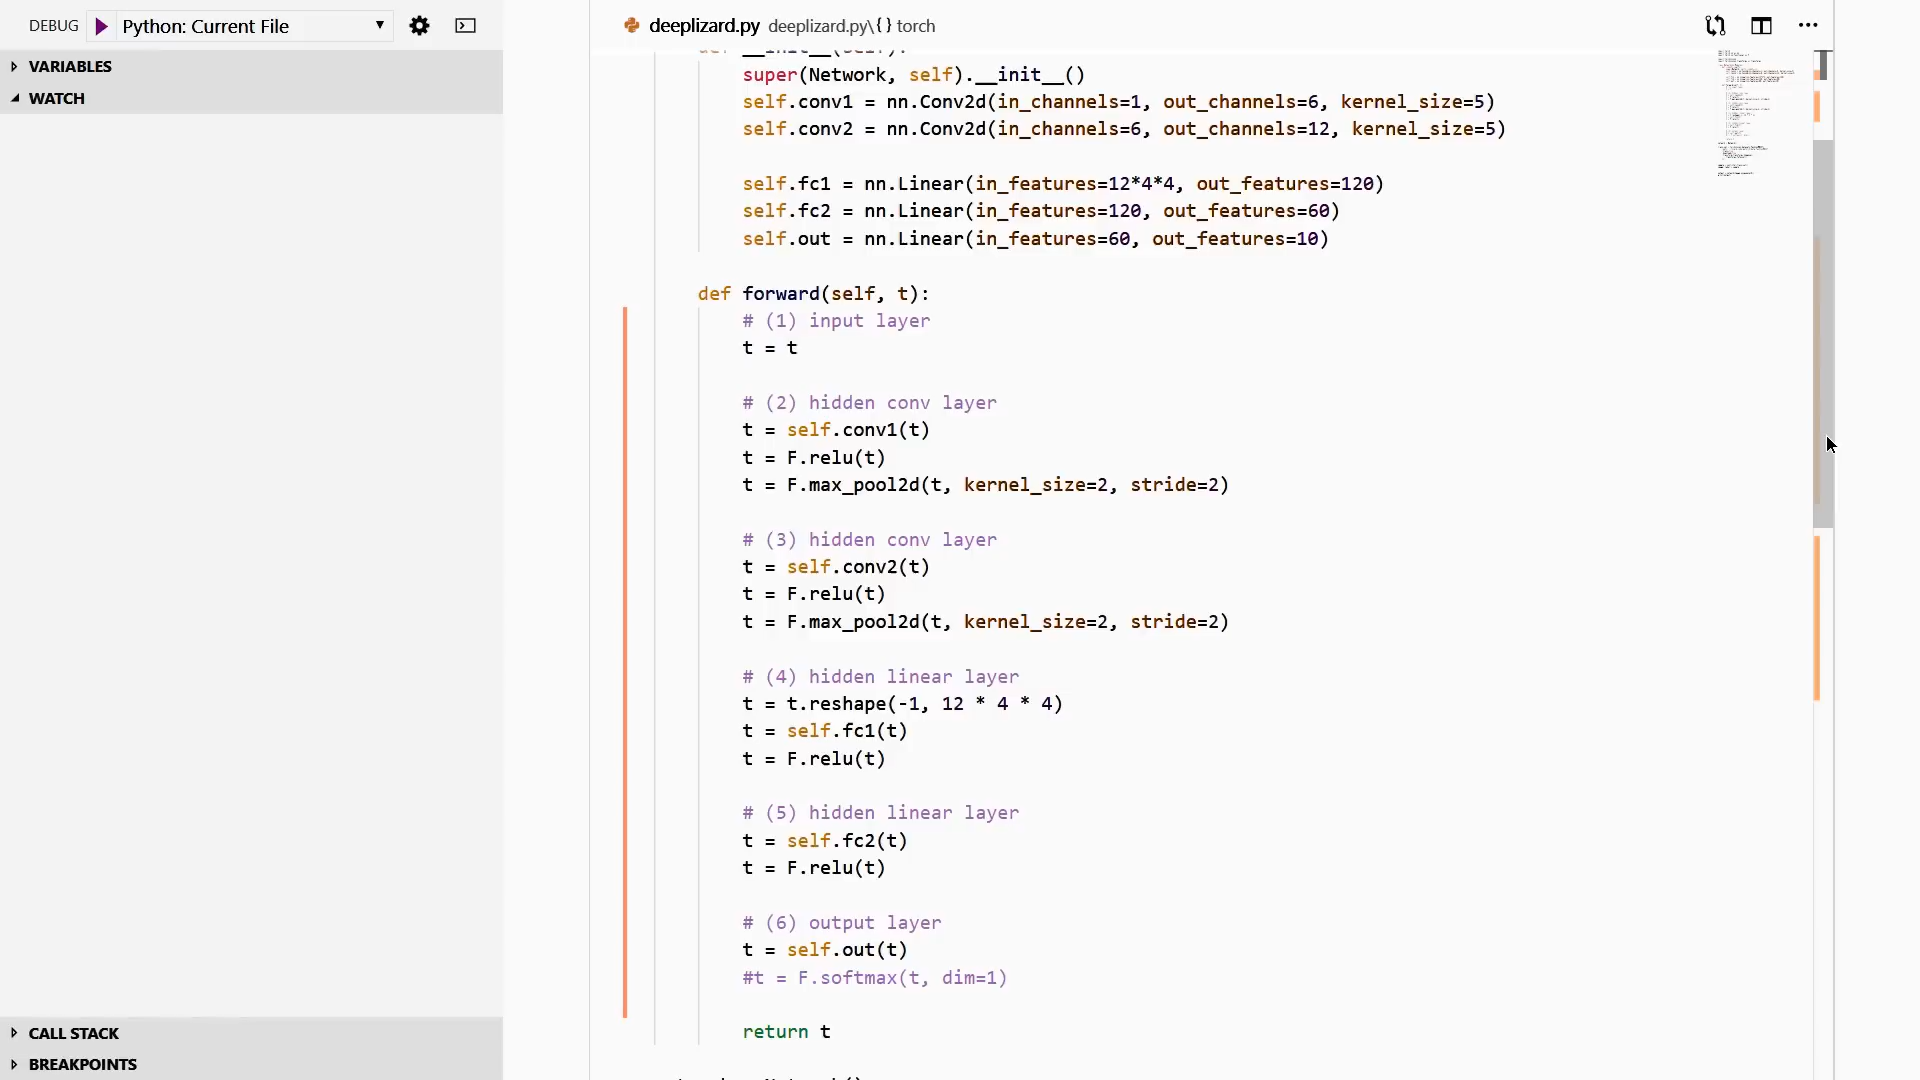 DEBUG Python: Current File
VARIABLES
WATCH
CALL STACK
BREAKPOINTS
deeplizard.py deeplizard.py\{} torch
def __init__(self):
super(Network, self).__init__()
self.conv1 = nn.Conv2d(in_channels=1, out_channels=6, kernel_size=5)
self.conv2 = nn.Conv2d(in_channels=6, out_channels=12, kernel_size=5)
self.fc1 = nn.Linear(in_features=12*4*4, out_features=120)
self.fc2 = nn.Linear(in_features=120, out_features=60)
self.out = nn.Linear(in_features=60, out_features=10)
def forward(self, t):
# (1) input layer
t = t
# (2) hidden conv layer
t = self.conv1(t)
t = F.relu(t)
t = F.max_pool2d(t, kernel_size=2, stride=2)
# (3) hidden conv layer
t = self.conv2(t)
t = F.relu(t)
t = F.max_pool2d(t, kernel_size=2, stride=2)
# (4) hidden linear layer
t = t.reshape(-1, 12 * 4 * 4)
t = self.fc1(t)
t = F.relu(t)
# (5) hidden linear layer
t = self.fc2(t)
t = F.relu(t)
# (6) output layer
t = self.out(t)
#t = F.softmax(t, dim=1)
return t